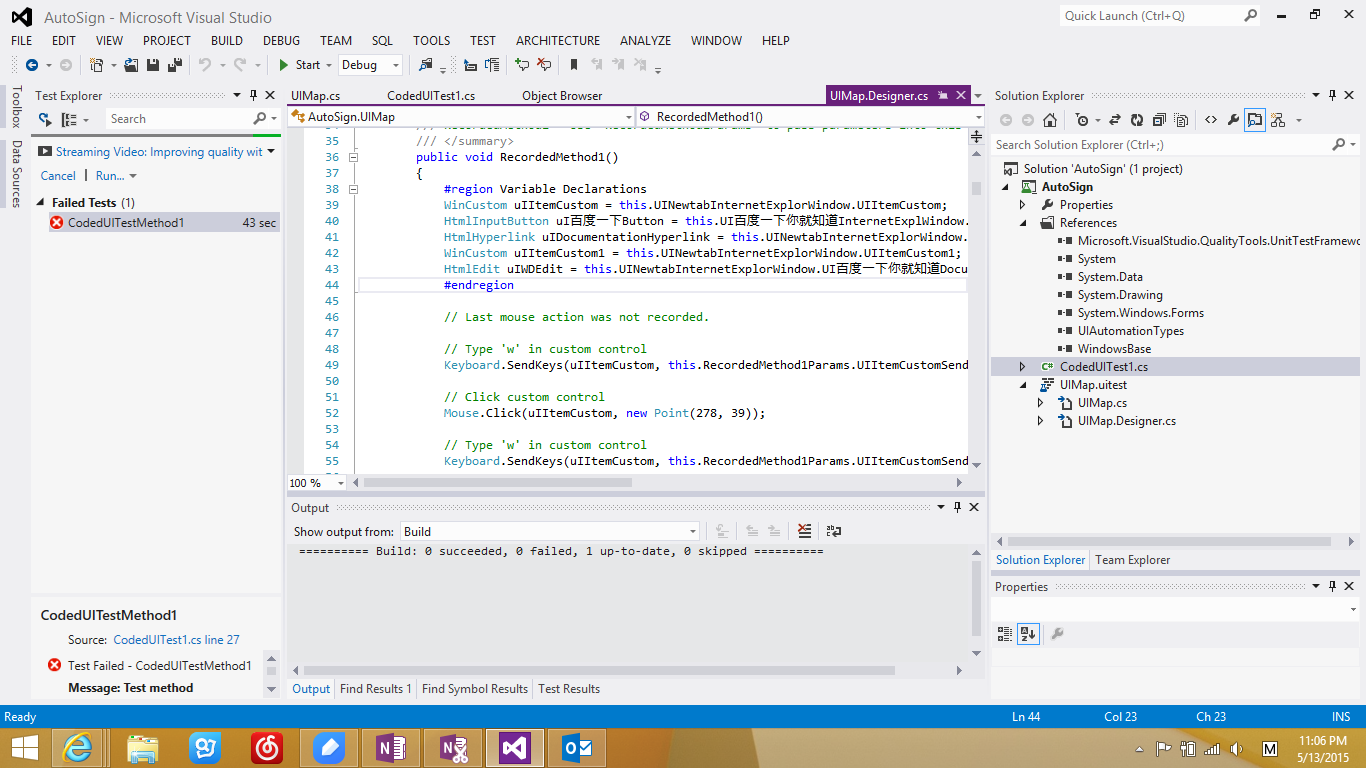 AutoSign - Microsoft Visual Studio
Quick Launch (Ctrl+Q)
FILE EDIT VIEW PROJECT BUILD DEBUG TEAM SQL TOOLS TEST ARCHITECTURE ANALYZE WINDOW HELP
Start Debug
Toolbox
Data Sources
Test Explorer
Search
Streaming Video: Improving quality wit
Cancel | Run...
Failed Tests (1)
CodedUITestMethod1 43 sec
CodedUITestMethod1
Source: CodedUITest1.cs line 27
Test Failed - CodedUITestMethod1
Message: Test method
UIMap.cs CodedUITest1.cs Object Browser UIMap.Designer.cs
AutoSign.UIMap RecordedMethod1()
35 /// </summary>
36 public void RecordedMethod1()
37 {
38 #region Variable Declarations
39 WinCustom uIItemCustom = this.UINewtabInternetExplorWindow.UIItemCustom;
40 HtmlInputButton uI百度一下Button = this.UI百度一下你就知道InternetExplWindow.
41 HtmlHyperlink uIDocumentationHyperlink = this.UINewtabInternetExplorWindow.
42 WinCustom uIItemCustom1 = this.UINewtabInternetExplorWindow.UIItemCustom1;
43 HtmlEdit uIWDEdit = this.UINewtabInternetExplorWindow.UI百度一下你就知道Docu
44 #endregion
45
46 // Last mouse action was not recorded.
47
48 // Type 'w' in custom control
49 Keyboard.SendKeys(uIItemCustom, this.RecordedMethod1Params.UIItemCustomSend
50
51 // Click custom control
52 Mouse.Click(uIItemCustom, new Point(278, 39));
53
54 // Type 'w' in custom control
55 Keyboard.SendKeys(uIItemCustom, this.RecordedMethod1Params.UIItemCustomSend
100 %
Output
Show output from: Build
========== Build: 0 succeeded, 0 failed, 1 up-to-date, 0 skipped ==========
Output Find Results 1 Find Symbol Results Test Results
Solution Explorer
Search Solution Explorer (Ctrl+;)
Solution 'AutoSign' (1 project)
AutoSign
Properties
References
Microsoft.VisualStudio.QualityTools.UnitTestFramewo
System
System.Data
System.Drawing
System.Windows.Forms
UIAutomationTypes
WindowsBase
C# CodedUITest1.cs
UIMap.uitest
UIMap.cs
UIMap.Designer.cs
Solution Explorer Team Explorer
Properties
Ready Ln 44 Col 23 Ch 23 INS
M
11:06 PM
5/13/2015